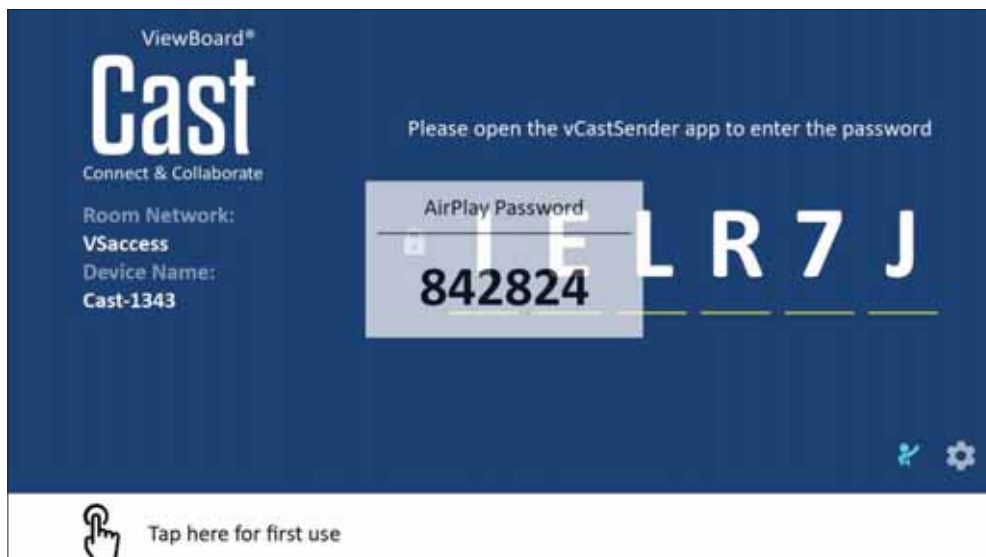 ViewBoard®
Cast
Connect & Collaborate
Please open the vCastSender app to enter the password
Room Network:
VSaccess
Device Name:
Cast-1343
AirPlay Password
842824
E L R 7 J
Tap here for first use